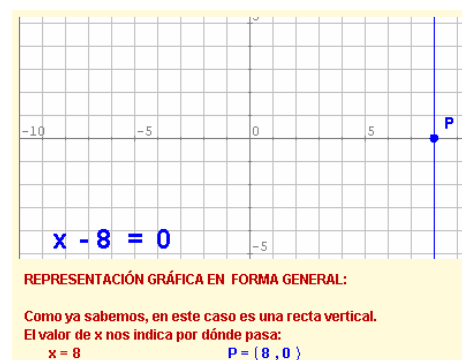 5
P
-10 -5 0 5
x - 8 = 0
-5
REPRESENTACIÓN GRÁFICA EN FORMA GENERAL:
Como ya sabemos, en este caso es una recta vertical.
El valor de x nos indica por dónde pasa:
x = 8 P = ( 8 , 0 )